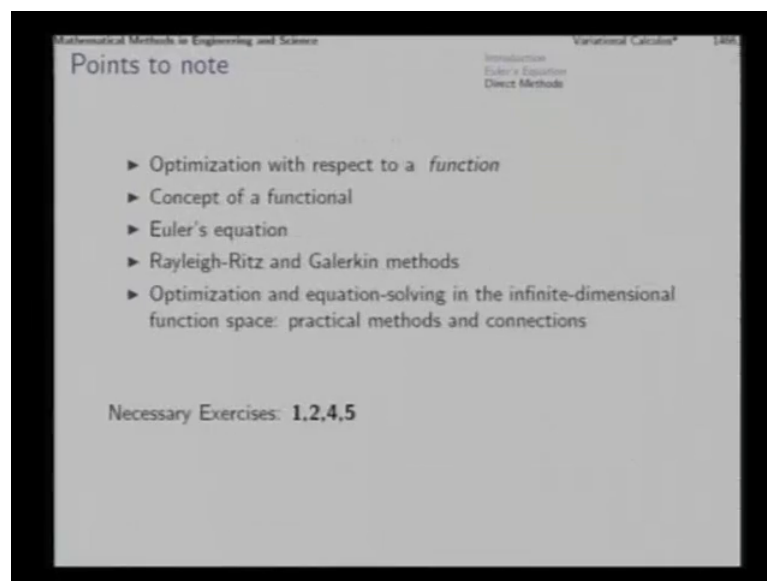 Mathematical Methods in Engineering and Science
Variational Calculus*
Points to note
Introduction
Euler's Equation
Direct Methods
► Optimization with respect to a function
► Concept of a functional
► Euler's equation
► Rayleigh-Ritz and Galerkin methods
► Optimization and equation-solving in the infinite-dimensional
function space: practical methods and connections
Necessary Exercises: 1,2,4,5